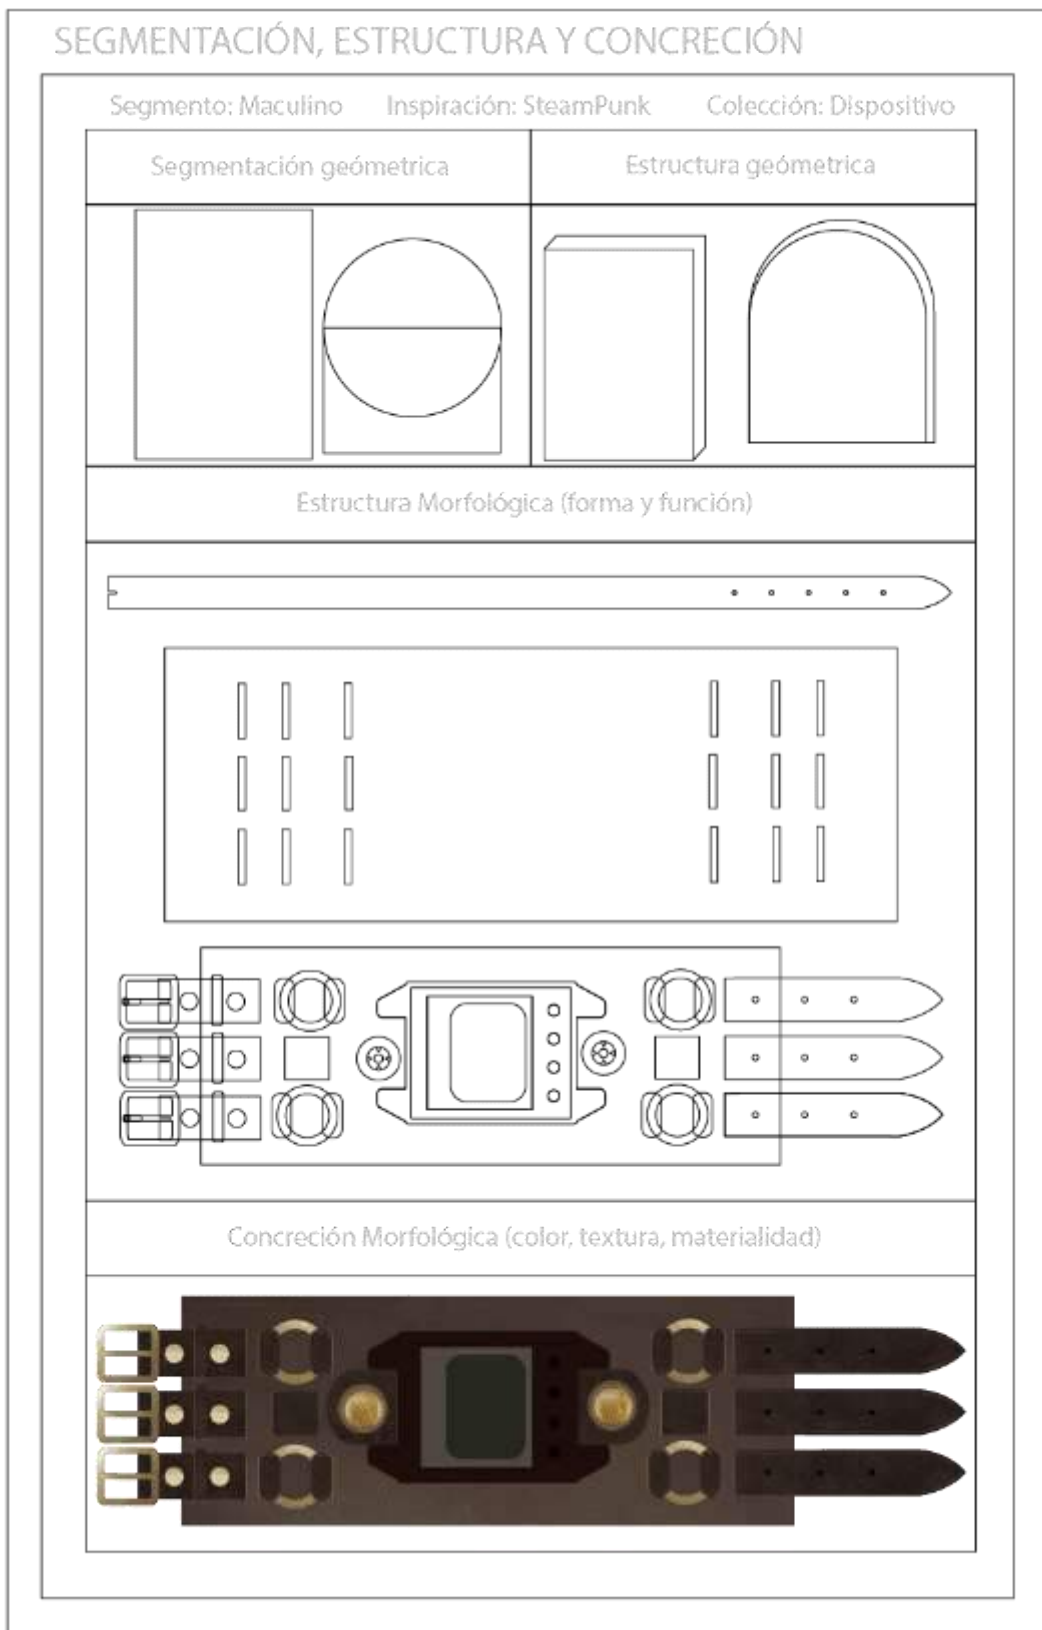 SEGMENTACIÓN, ESTRUCTURA Y CONCRECIÓN
Segmento: Maculino Inspiración: SteamPunk Colección: Dispositivo
Segmentación geómetrica Estructura geómetrica
Estructura Morfológica (forma y función)
Concreción Morfológica (color, textura, materialidad)